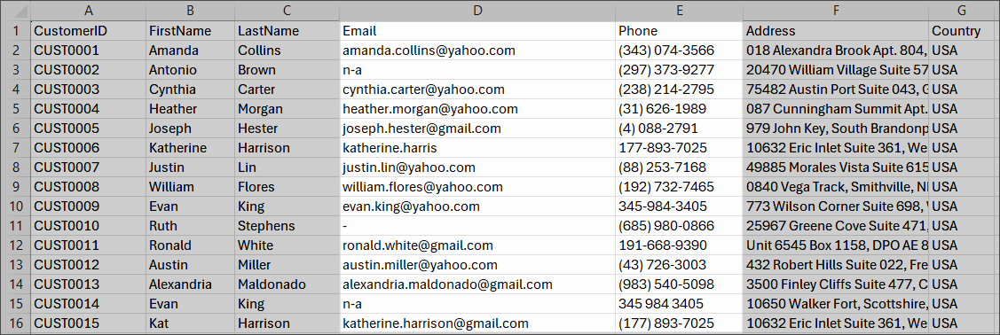 A B C D E F G
1 CustomerID FirstName LastName Email Phone Address Country
2 CUST0001 Amanda Collins amanda.collins@yahoo.com (343) 074-3566 018 Alexandra Brook Apt. 804, USA
3 CUST0002 Antonio Brown n-a (297) 373-9277 20470 William Village Suite 57 USA
4 CUST0003 Cynthia Carter cynthia.carter@yahoo.com (238) 214-2795 75482 Austin Port Suite 043, G USA
5 CUST0004 Heather Morgan heather.morgan@yahoo.com (31) 626-1989 087 Cunningham Summit Apt. USA
6 CUST0005 Joseph Hester joseph.hester@gmail.com (4) 088-2791 979 John Key, South Brandonp USA
7 CUST0006 Katherine Harrison katherine.harris 177-893-7025 10632 Eric Inlet Suite 361, We USA
8 CUST0007 Justin Lin justin.lin@yahoo.com (88) 253-7168 49885 Morales Vista Suite 615 USA
9 CUST0008 William Flores william.flores@yahoo.com (192) 732-7465 0840 Vega Track, Smithville, N USA
10 CUST0009 Evan King evan.king@yahoo.com 345-984-3405 773 Wilson Corner Suite 698, USA
11 CUST0010 Ruth Stephens - (685) 980-0866 25967 Greene Cove Suite 471, USA
12 CUST0011 Ronald White ronald.white@gmail.com 191-668-9390 Unit 6545 Box 1158, DPO AE 8 USA
13 CUST0012 Austin Miller austin.miller@yahoo.com (43) 726-3003 432 Robert Hills Suite 022, Fre USA
14 CUST0013 Alexandria Maldonado alexandria.maldonado@gmail.com (983) 540-5098 3500 Finley Cliffs Suite 477, C USA
15 CUST0014 Evan King n-a 345 984 3405 10650 Walker Fort, Scottshire, USA
16 CUST0015 Kat Harrison katherine.harrison@gmail.com (177) 893-7025 10632 Eric Inlet Suite 361, We USA